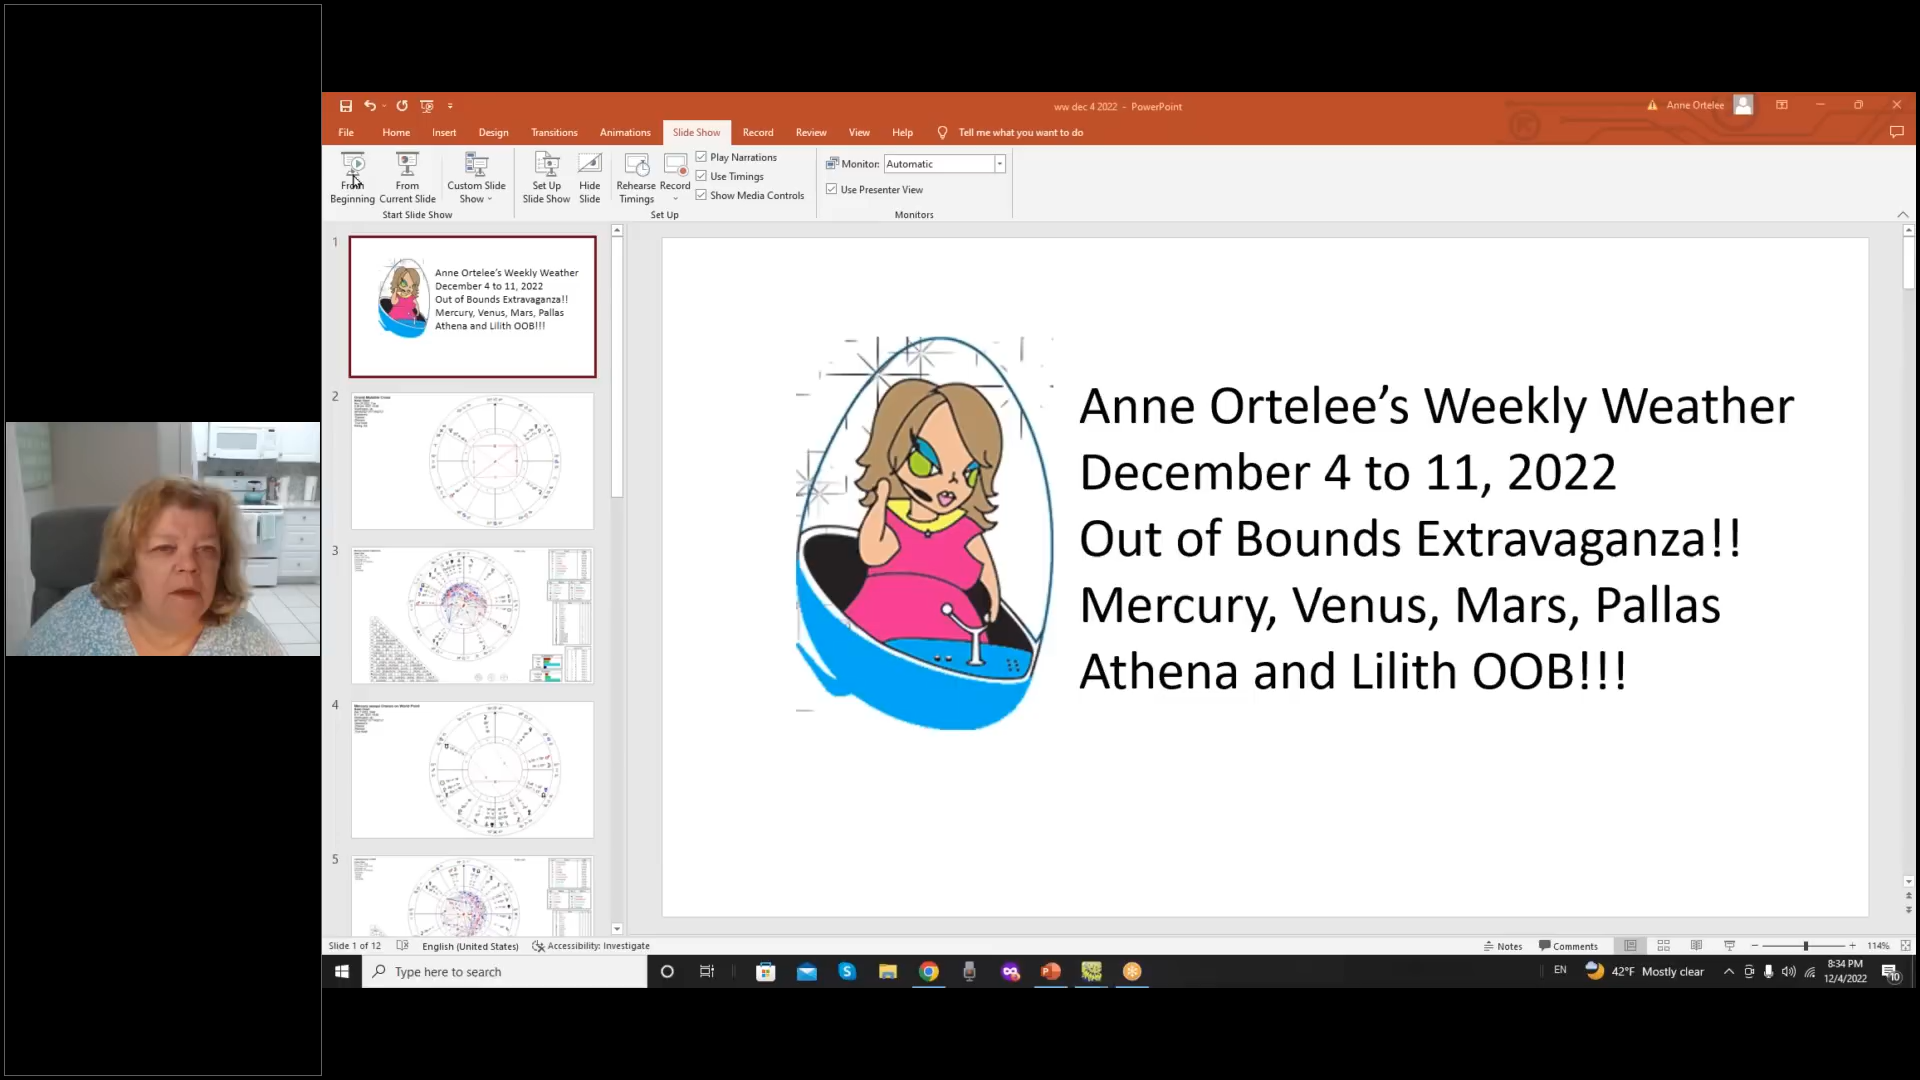 ww dec 4 2022 - PowerPoint
Anne Ortelee
File Home Insert Design Transitions Animations Slide Show Record Review View Help Tell me what you want to do
From Beginning
From Current Slide
Custom Slide Show
Set Up Slide Show
Hide Slide
Rehearse Timings
Record
Play Narrations
Use Timings
Show Media Controls
Monitor: Automatic
Use Presenter View
Start Slide Show
Set Up
Monitors
1
Anne Ortelee's Weekly Weather
December 4 to 11, 2022
Out of Bounds Extravaganza!!
Mercury, Venus, Mars, Pallas
Athena and Lilith OOB!!!
2
3
4
5
Anne Ortelee’s Weekly Weather
December 4 to 11, 2022
Out of Bounds Extravaganza!!
Mercury, Venus, Mars, Pallas
Athena and Lilith OOB!!!
Slide 1 of 12 English (United States) Accessibility: Investigate Notes Comments 114%
Type here to search
EN 42°F Mostly clear
8:34 PM
12/4/2022
10